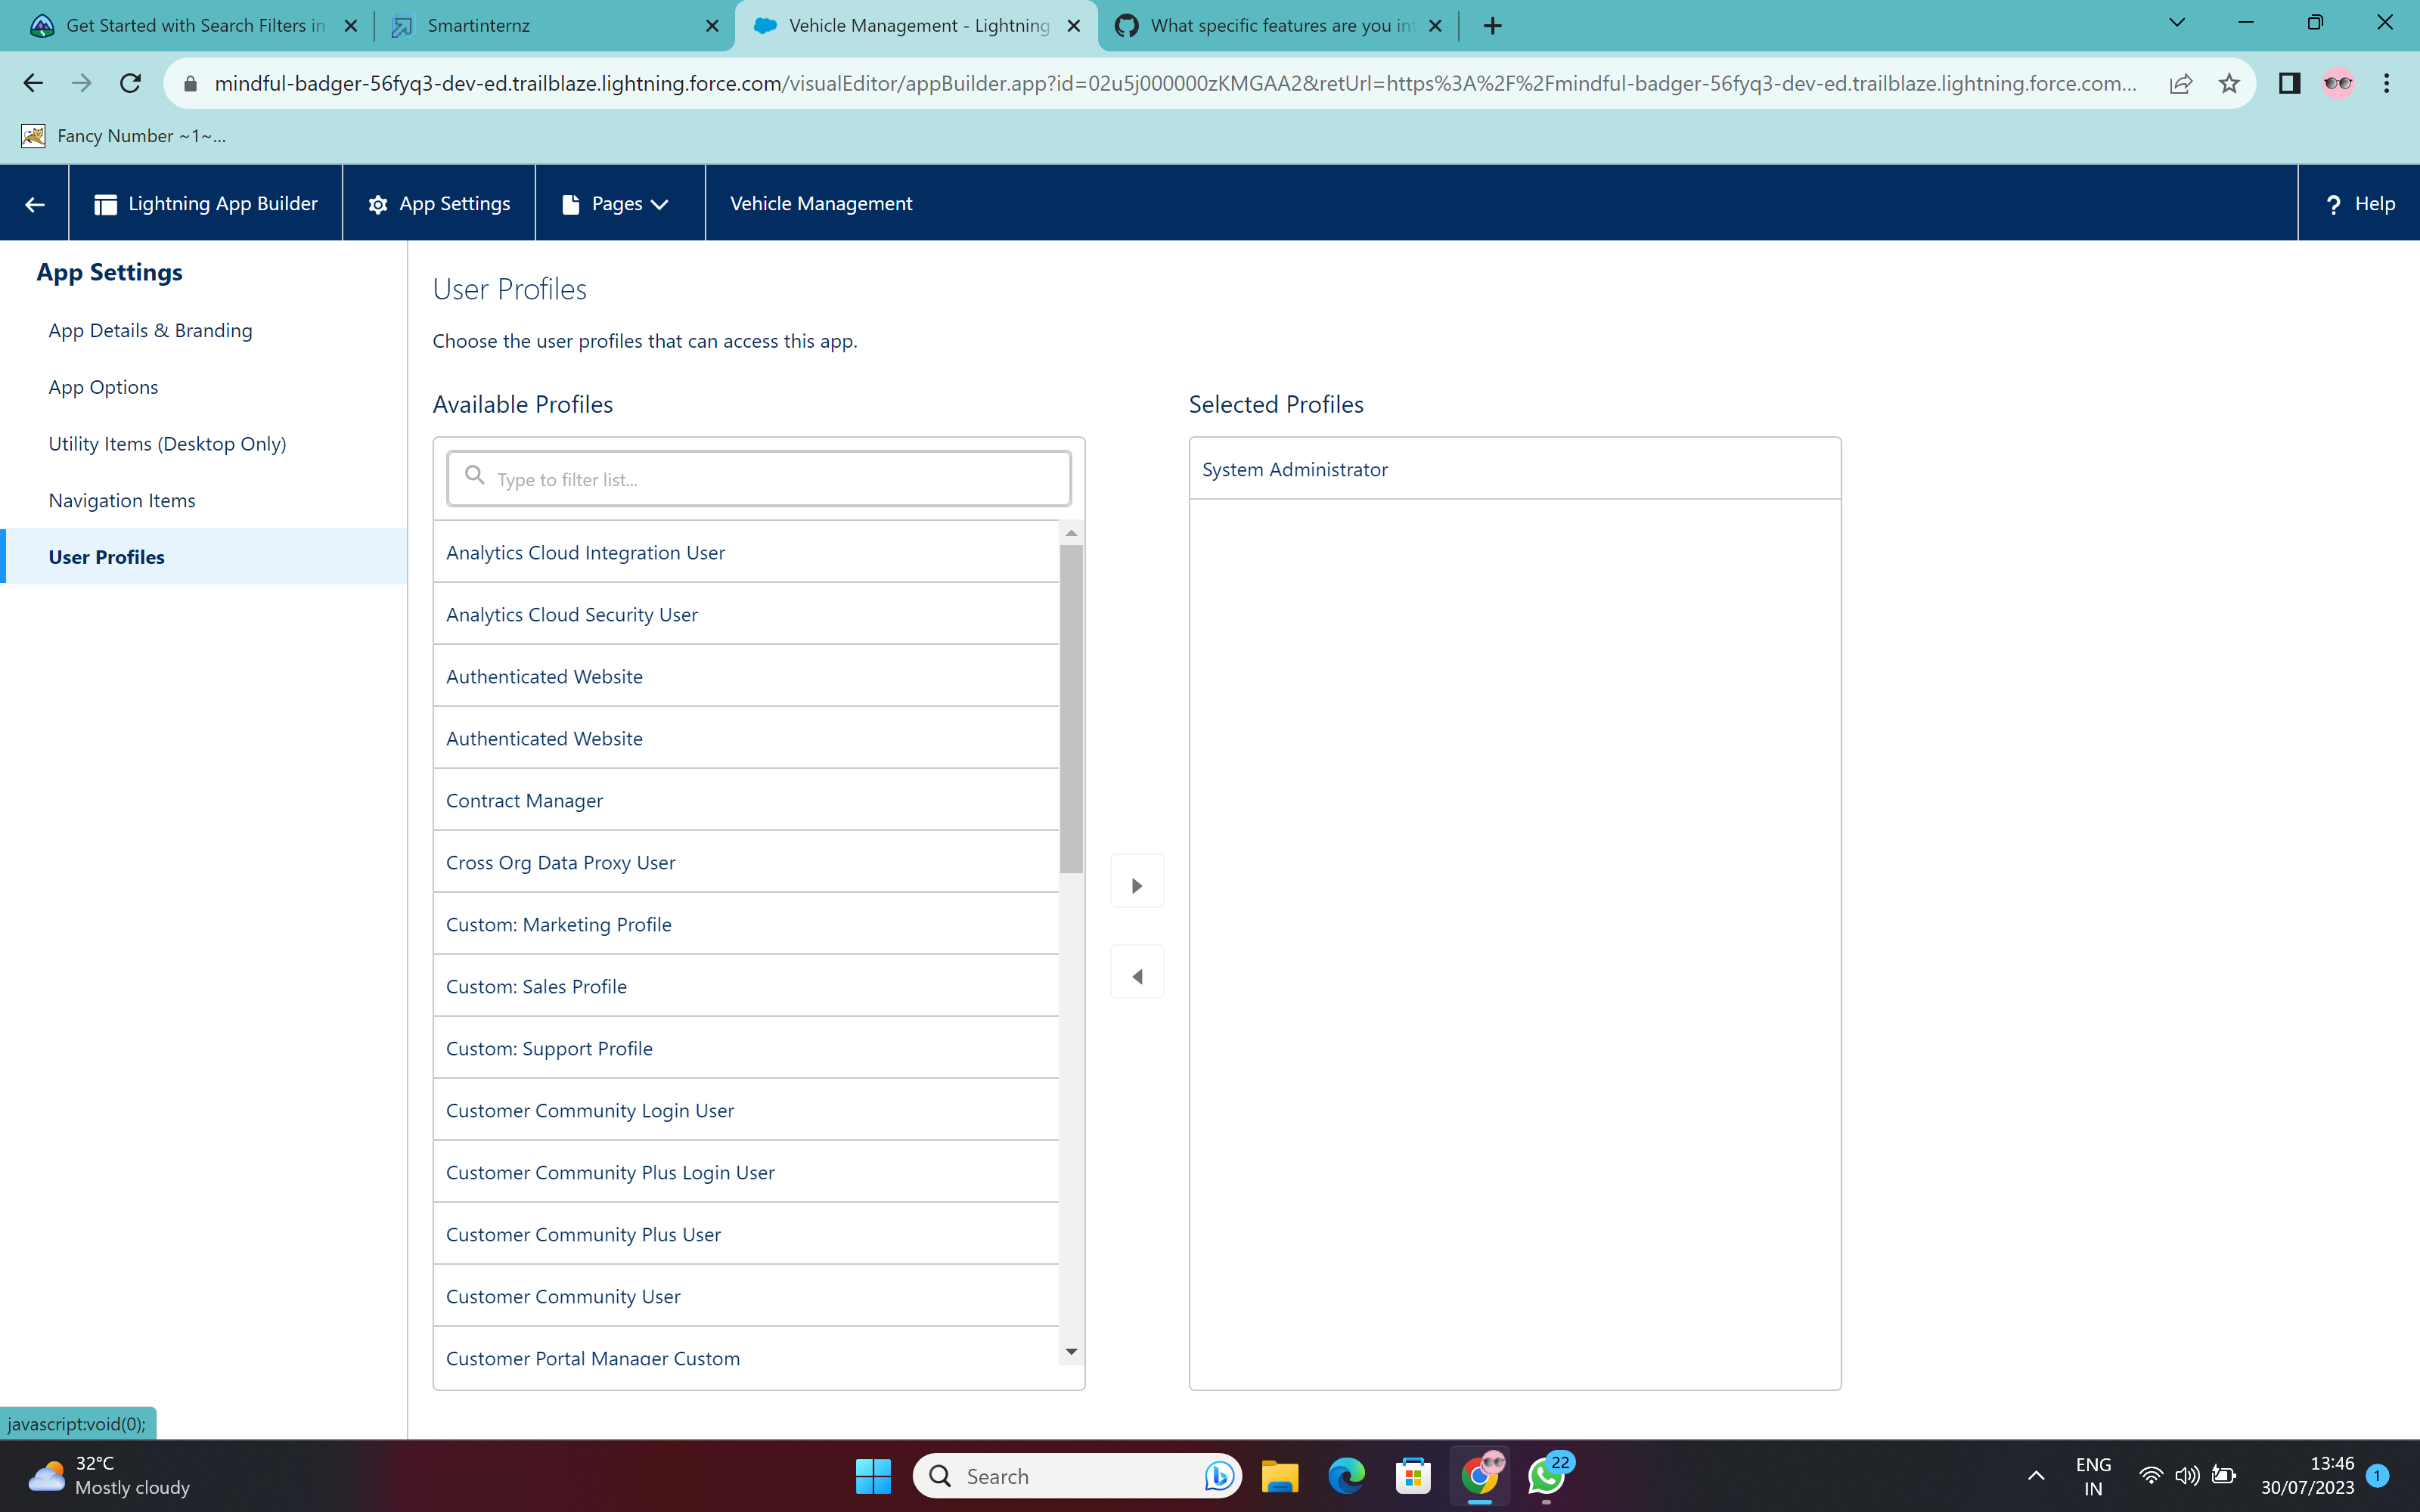 Get Started with Search Filters in
Smartinternz
Vehicle Management - Lightning
What specific features are you int
mindful-badger-56fyq3-dev-ed.trailblaze.lightning.force.com/visualEditor/appBuilder.app?id=02u5j000000zKMGAA2&retUrl=https%3A%2F%2Fmindful-badger-56fyq3-dev-ed.trailblaze.lightning.force.com...
Fancy Number ~1~...
Lightning App Builder
App Settings
Pages
Vehicle Management
? Help
App Settings
App Details & Branding
App Options
Utility Items (Desktop Only)
Navigation Items
User Profiles
User Profiles
Choose the user profiles that can access this app.
Available Profiles
Type to filter list...
Analytics Cloud Integration User
Analytics Cloud Security User
Authenticated Website
Authenticated Website
Contract Manager
Cross Org Data Proxy User
Custom: Marketing Profile
Custom: Sales Profile
Custom: Support Profile
Customer Community Login User
Customer Community Plus Login User
Customer Community Plus User
Customer Community User
Customer Portal Manager Custom
Selected Profiles
System Administrator
javascript:void(0);
32°C
Mostly cloudy
Search
22
ENG
IN
13:46
30/07/2023
1